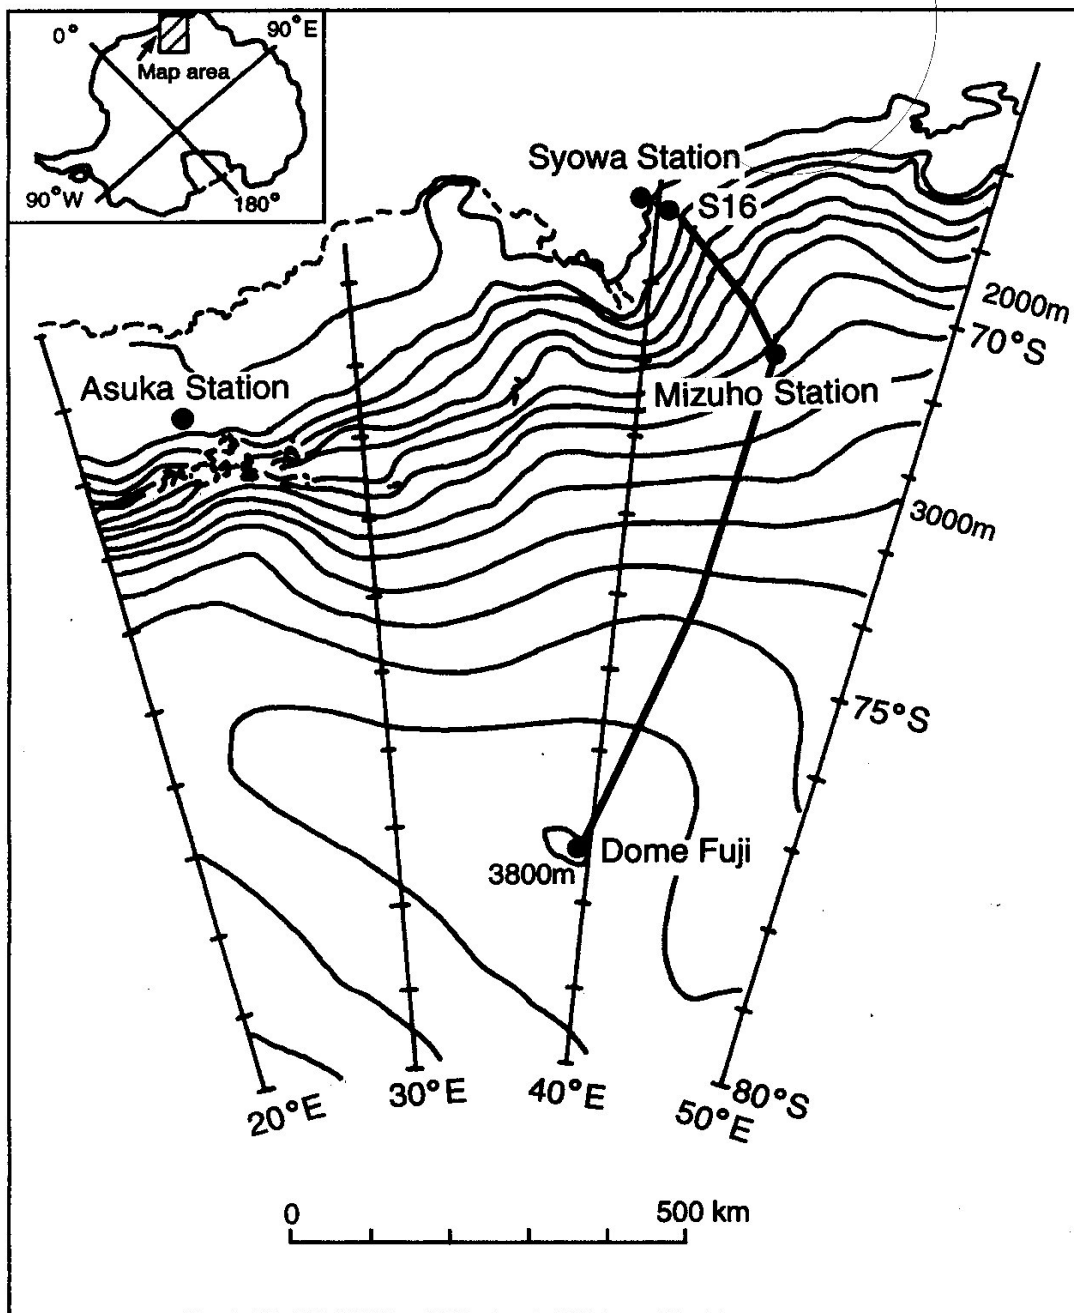 0°
90°E
Map area
90°W
180°
Syowa Station
S16
2000m
70°S
Asuka Station
Mizuho Station
3000m
75°S
Dome Fuji
3800m
20°E
30°E
40°E
80°S
50°E
0
500 km